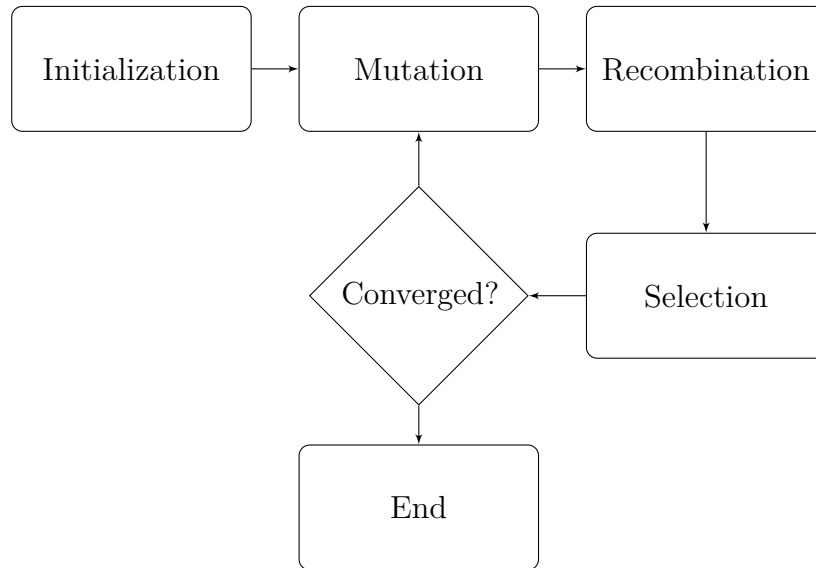 Initialization
Mutation
Recombination
Converged?
Selection
End